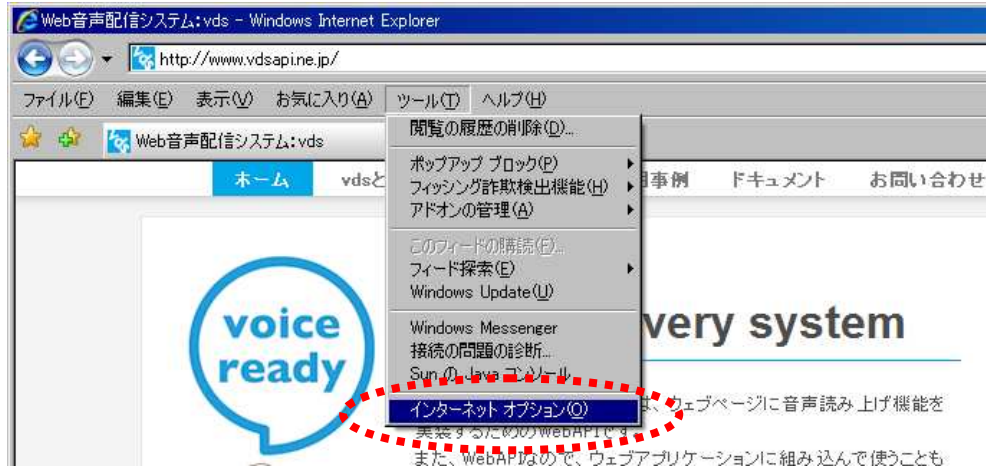 Web音声配信システム:vds - Windows Internet Explorer
http://www.vdsapi.ne.jp/
ファイル(F) 編集(E) 表示(V) お気に入り(A) ツール(T) ヘルプ(H)
Web音声配信システム:vds
閲覧の履歴の削除(D)...
ポップアップ ブロック(P)
フィッシング詐欺検出機能(H)
アドオンの管理(A)
このフィードの購読(F)...
フィード探索(E)
Windows Update(U)
Windows Messenger
接続の問題の診断...
Sun の Java コンソール
インターネット オプション(O)
ホーム vdsと 事例 ドキュメント お問い合わせ
voice
ready
very system
は、ウェブページに音声読み上げ機能を
実装するためのWebAPIです。
また、WebAPIなので、ウェブアプリケーションに組み込んで使うことも